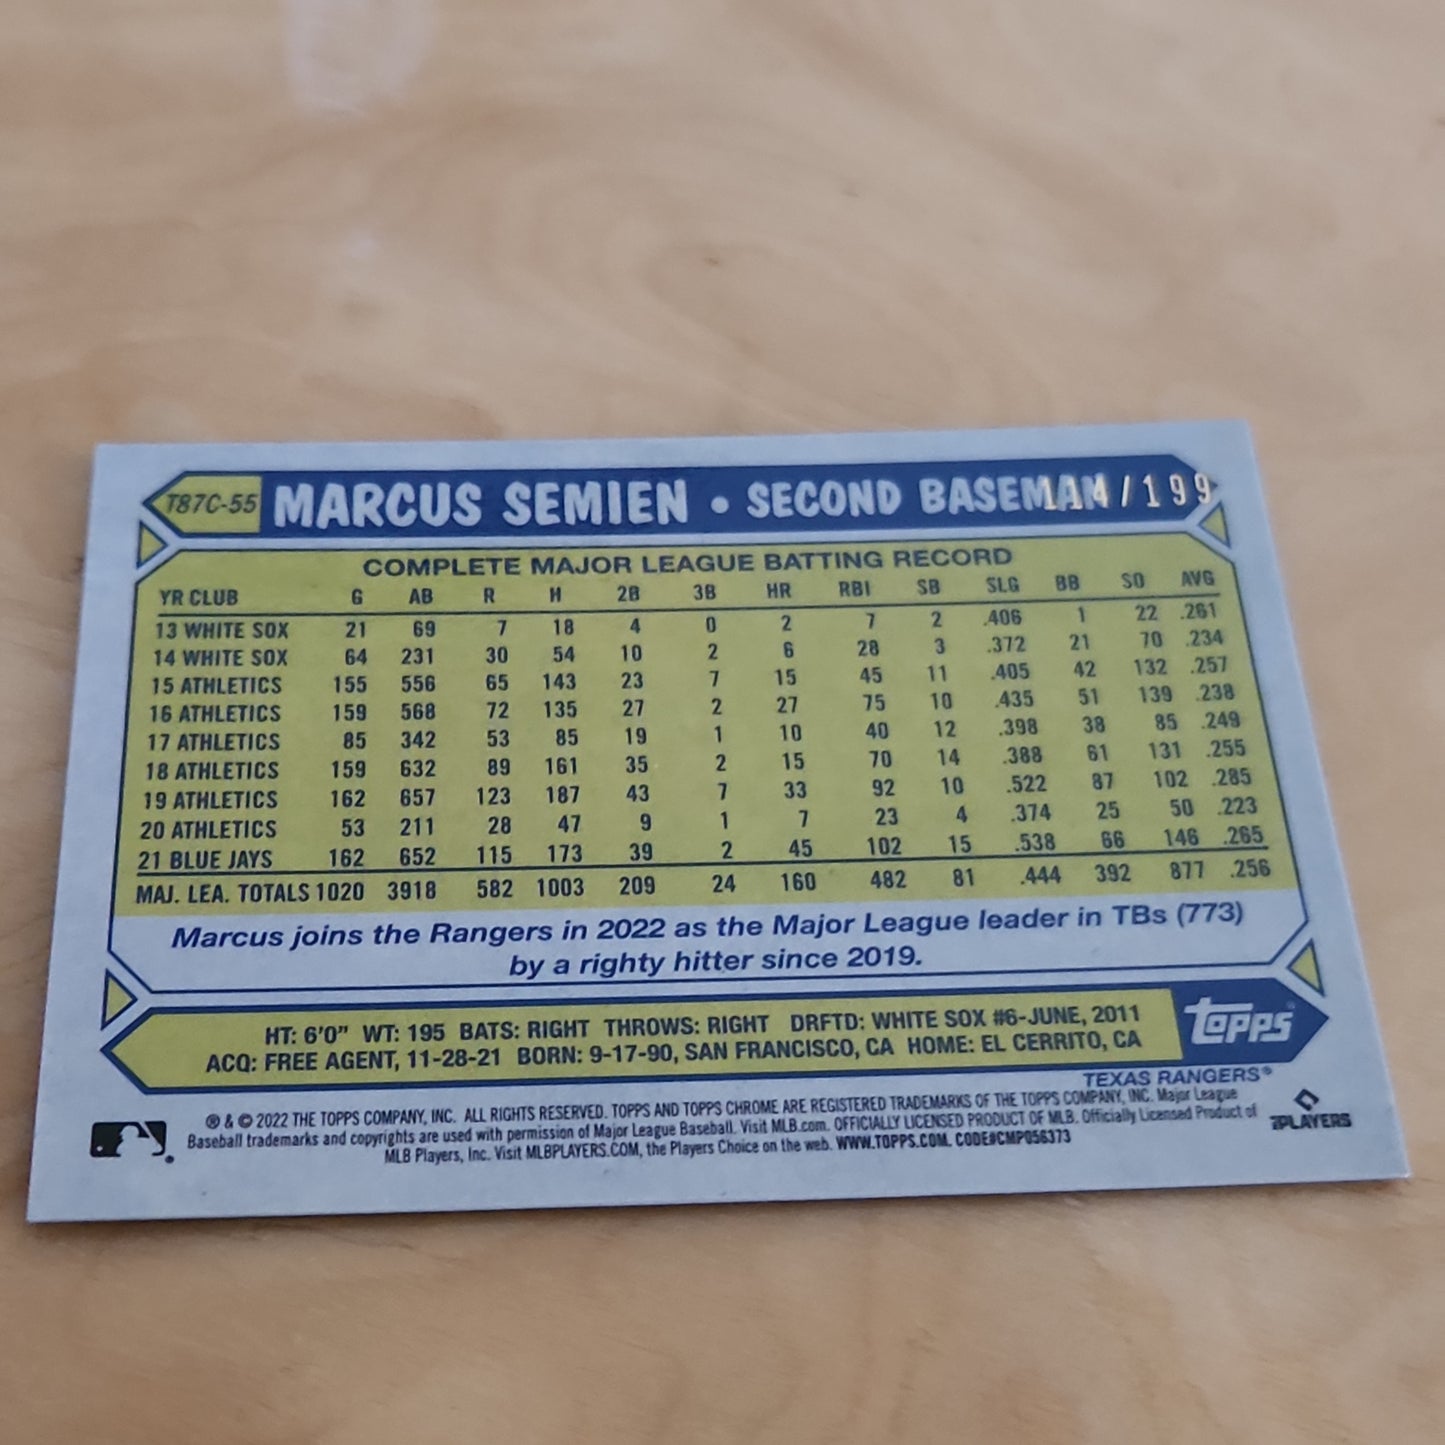 T87C-55 MARCUS SEMIEN • SECOND BASEMAN 114/199
COMPLETE MAJOR LEAGUE BATTING RECORD
YR CLUB G AB R H 2B 3B HR RBI SB SLG BB SO AVG
13 WHITE SOX 21 69 7 18 4 0 2 7 2 .406 1 22 .261
14 WHITE SOX 64 231 30 54 10 2 6 28 3 .372 21 70 .234
15 ATHLETICS 155 556 65 143 23 7 15 45 11 .405 42 132 .257
16 ATHLETICS 159 568 72 135 27 2 27 75 10 .435 51 139 .238
17 ATHLETICS 85 342 53 85 19 1 10 40 12 .398 38 85 .249
18 ATHLETICS 159 632 89 161 35 2 15 70 14 .388 61 131 .255
19 ATHLETICS 162 657 123 187 43 7 33 92 10 .522 87 102 .285
20 ATHLETICS 53 211 28 47 9 1 7 23 4 .374 25 50 .223
21 BLUE JAYS 162 652 115 173 39 2 45 102 15 .538 66 146 .265
MAJ. LEA. TOTALS 1020 3918 582 1003 209 24 160 482 81 .444 392 877 .256
Marcus joins the Rangers in 2022 as the Major League leader in TBs (773)
by a righty hitter since 2019.
HT: 6'0" WT: 195 BATS: RIGHT THROWS: RIGHT DRFTD: WHITE SOX #6-JUNE, 2011
ACQ: FREE AGENT, 11-28-21 BORN: 9-17-90, SAN FRANCISCO, CA HOME: EL CERRITO, CA
topps
TEXAS RANGERS®
® & © 2022 THE TOPPS COMPANY, INC. ALL RIGHTS RESERVED. TOPPS AND TOPPS CHROME ARE REGISTERED TRADEMARKS OF THE TOPPS COMPANY, INC. Major League
Baseball trademarks and copyrights are used with permission of Major League Baseball. Visit MLB.com. OFFICIALLY LICENSED PRODUCT OF MLB. Officially Licensed Product of
MLB Players, Inc. Visit MLBPLAYERS.COM, the Players Choice on the web. WWW.TOPPS.COM. CODE#CMP056373
PLAYERS